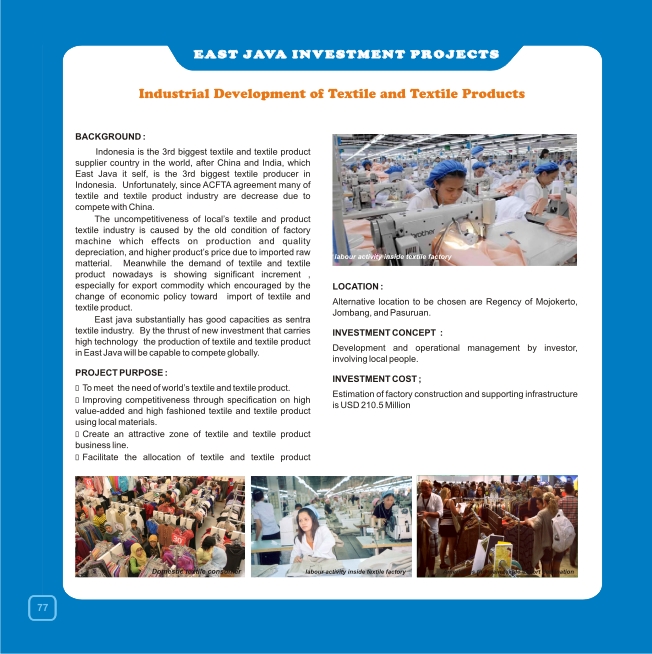 EAST JAVA INVESTMENT PROJECTS
Industrial Development of Textile and Textile Products
BACKGROUND :
Indonesia is the 3rd biggest textile and textile product
supplier country in the world, after China and India, which
East Java it self, is the 3rd biggest textile producer in
Indonesia. Unfortunately, since ACFTA agreement many of
textile and textile product industry are decrease due to
compete with China.
The uncompetitiveness of local's textile and product
textile industry is caused by the old condition of factory
machine which effects on production and quality
depreciation, and higher product's price due to imported raw
matterial. Meanwhile the demand of textile and textile
product nowadays is showing significant increment ,
especially for export commodity which encouraged by the
change of economic policy toward import of textile and
textile product.
East java substantially has good capacities as sentra
textile industry. By the thrust of new investment that carries
high technology the production of textile and textile product
in East Java will be capable to compete globally.
PROJECT PURPOSE :
▯ To meet the need of world's textile and textile product.
▯ Improving competitiveness through specification on high
value-added and high fashioned textile and textile product
using local materials.
▯ Create an attractive zone of textile and textile product
business line.
▯ Facilitate the allocation of textile and textile product
brother
labour activity inside textile factory
LOCATION :
Alternative location to be chosen are Regency of Mojokerto,
Jombang, and Pasuruan.
INVESTMENT CONCEPT :
Development and operational management by investor,
involving local people.
INVESTMENT COST ;
Estimation of factory construction and supporting infrastructure
is USD 210.5 Million
Domestic textile consumer
labour activity inside textile factory
77